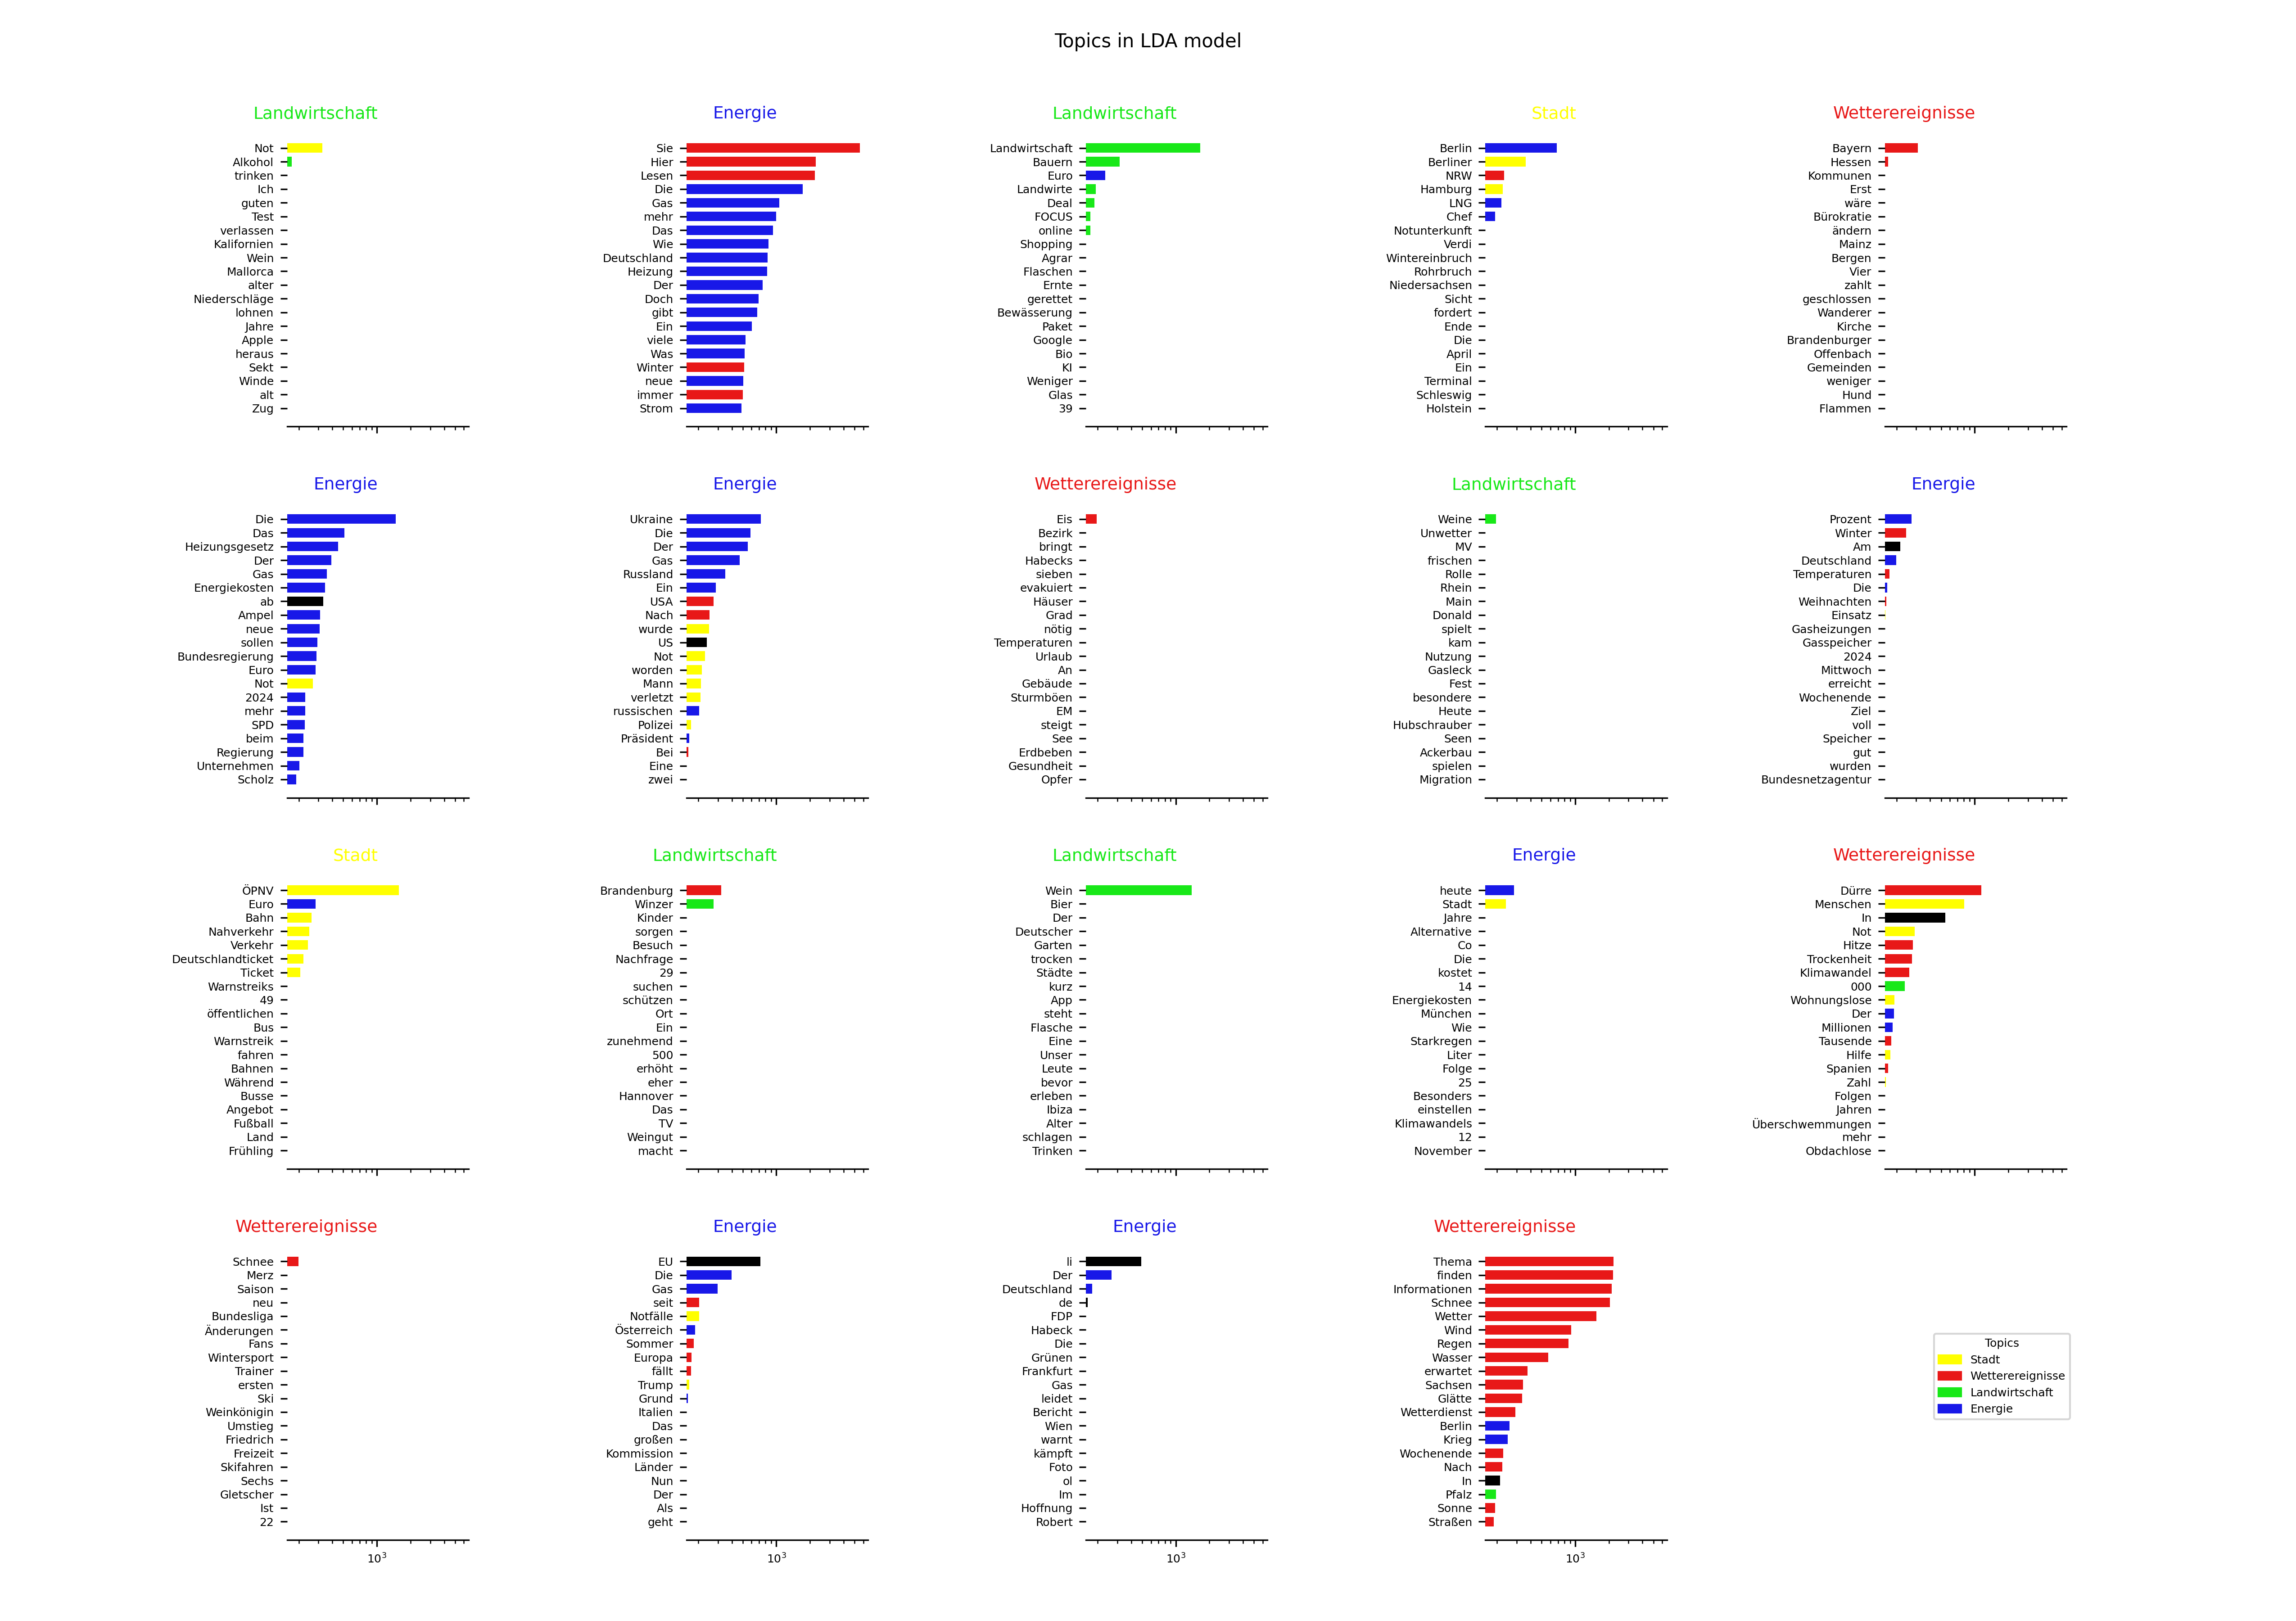 Topics in LDA model
Landwirtschaft
Not
Alkohol
trinken
Ich
guten
Test
verlassen
Kalifornien
Wein
Mallorca
alter
Niederschläge
lohnen
Jahre
Apple
heraus
Sekt
Winde
alt
Zug
Energie
Sie
Hier
Lesen
Die
Gas
mehr
Das
Wie
Deutschland
Heizung
Der
Doch
gibt
Ein
viele
Was
Winter
neue
immer
Strom
Landwirtschaft
Landwirtschaft
Bauern
Euro
Landwirte
Deal
FOCUS
online
Shopping
Agrar
Flaschen
Ernte
gerettet
Bewässerung
Paket
Google
Bio
KI
Weniger
Glas
39
Stadt
Berlin
Berliner
NRW
Hamburg
LNG
Chef
Notunterkunft
Verdi
Wintereinbruch
Rohrbruch
Niedersachsen
Sicht
fordert
Ende
Die
April
Ein
Terminal
Schleswig
Holstein
Wetterereignisse
Bayern
Hessen
Kommunen
Erst
wäre
Bürokratie
ändern
Mainz
Bergen
Vier
zahlt
geschlossen
Wanderer
Kirche
Brandenburger
Offenbach
Gemeinden
weniger
Hund
Flammen
Energie
Die
Das
Heizungsgesetz
Der
Gas
Energiekosten
ab
Ampel
neue
sollen
Bundesregierung
Euro
Not
2024
mehr
SPD
beim
Regierung
Unternehmen
Scholz
Energie
Ukraine
Die
Der
Gas
Russland
Ein
USA
Nach
wurde
US
Not
worden
Mann
verletzt
russischen
Polizei
Präsident
Bei
Eine
zwei
Wetterereignisse
Eis
Bezirk
bringt
Habecks
sieben
evakuiert
Häuser
Grad
nötig
Temperaturen
Urlaub
An
Gebäude
Sturmböen
EM
steigt
See
Erdbeben
Gesundheit
Opfer
Landwirtschaft
Weine
Unwetter
MV
frischen
Rolle
Rhein
Main
Donald
spielt
kam
Nutzung
Gasleck
Fest
besondere
Heute
Hubschrauber
Seen
Ackerbau
spielen
Migration
Energie
Prozent
Winter
Am
Deutschland
Temperaturen
Die
Weihnachten
Einsatz
Gasheizungen
Gasspeicher
2024
Mittwoch
erreicht
Wochenende
Ziel
voll
Speicher
gut
wurden
Bundesnetzagentur
Stadt
ÖPNV
Euro
Bahn
Nahverkehr
Verkehr
Deutschlandticket
Ticket
Warnstreiks
49
öffentlichen
Bus
Warnstreik
fahren
Bahnen
Während
Busse
Angebot
Fußball
Land
Frühling
Landwirtschaft
Brandenburg
Winzer
Kinder
sorgen
Besuch
Nachfrage
29
suchen
schützen
Ort
Ein
zunehmend
500
erhöht
eher
Hannover
Das
TV
Weingut
macht
Landwirtschaft
Wein
Bier
Der
Deutscher
Garten
trocken
Städte
kurz
App
steht
Flasche
Eine
Unser
Leute
bevor
erleben
Ibiza
Alter
schlagen
Trinken
Energie
heute
Stadt
Jahre
Alternative
Co
Die
kostet
14
Energiekosten
München
Wie
Starkregen
Liter
Folge
25
Besonders
einstellen
Klimawandels
12
November
Wetterereignisse
Dürre
Menschen
In
Not
Hitze
Trockenheit
Klimawandel
000
Wohnungslose
Der
Millionen
Tausende
Hilfe
Spanien
Zahl
Folgen
Jahren
Überschwemmungen
mehr
Obdachlose
Wetterereignisse
Schnee
Merz
Saison
neu
Bundesliga
Änderungen
Fans
Wintersport
Trainer
ersten
Ski
Weinkönigin
Umstieg
Friedrich
Freizeit
Skifahren
Sechs
Gletscher
Ist
22
10³
Energie
EU
Die
Gas
seit
Notfälle
Österreich
Sommer
Europa
fällt
Trump
Grund
Italien
Das
großen
Kommission
Länder
Nun
Der
Als
geht
10³
Energie
li
Der
Deutschland
de
FDP
Habeck
Die
Grünen
Frankfurt
Gas
leidet
Bericht
Wien
warnt
kämpft
Foto
ol
Im
Hoffnung
Robert
10³
Wetterereignisse
Thema
finden
Informationen
Schnee
Wetter
Wind
Regen
Wasser
erwartet
Sachsen
Glätte
Wetterdienst
Berlin
Krieg
Wochenende
Nach
In
Pfalz
Sonne
Straßen
10³
Topics
Stadt
Wetterereignisse
Landwirtschaft
Energie